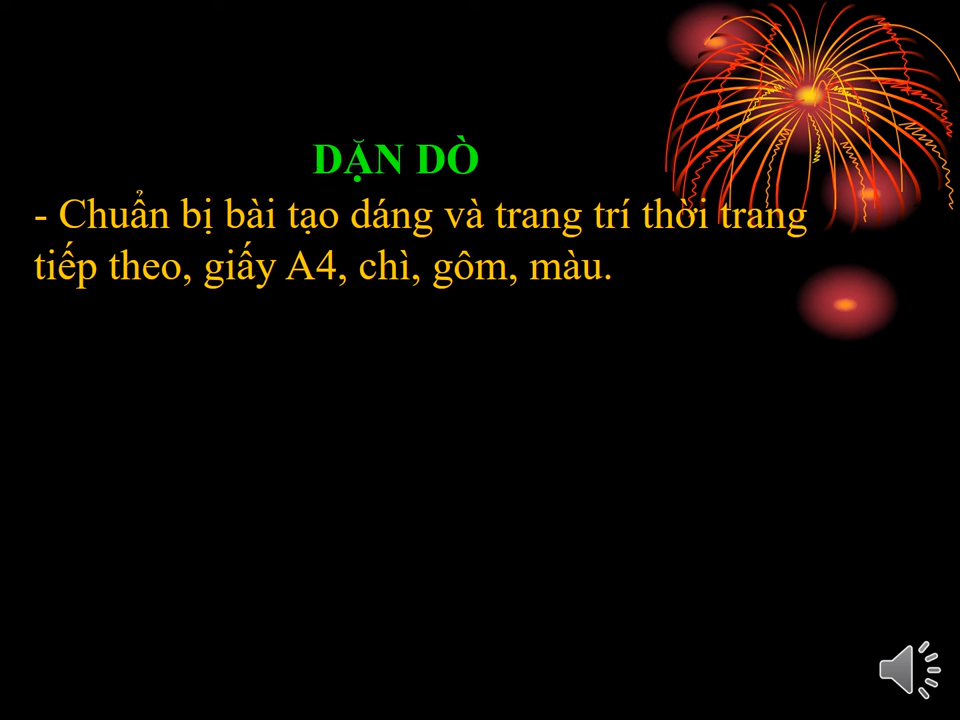 DẶN DÒ
- Chuẩn bị bài tạo dáng và trang trí thời trang
tiếp theo, giấy A4, chì, gôm, màu.